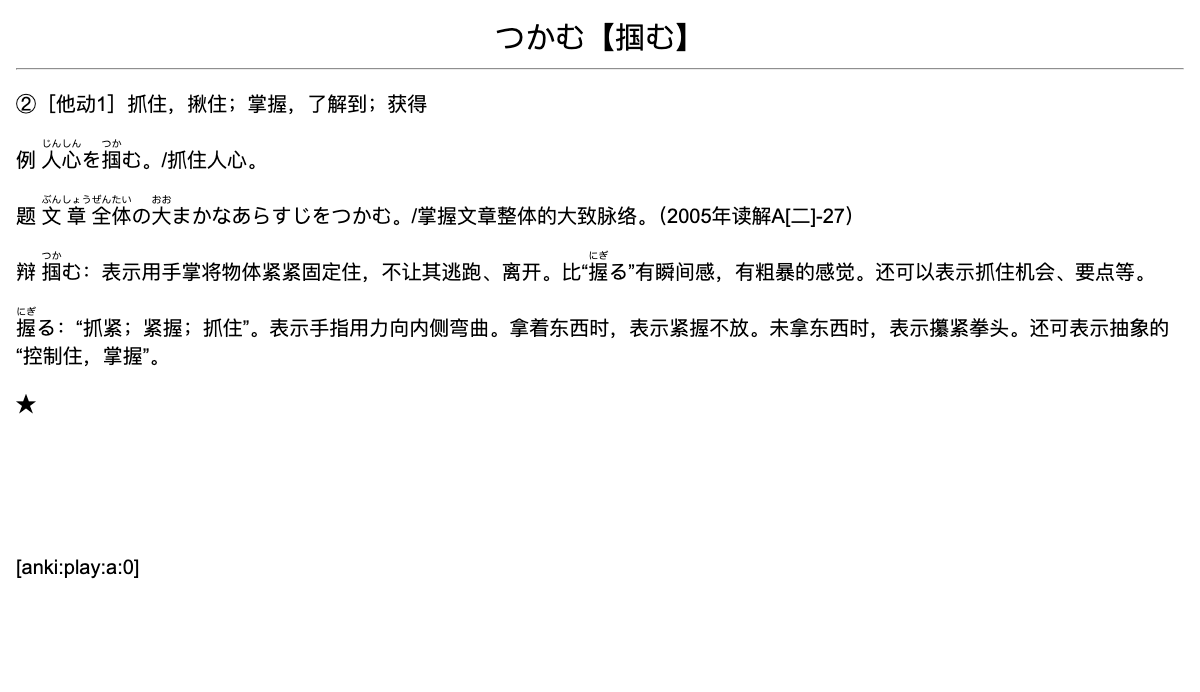 つかむ【掴む】
②［他动1］抓住，揪住；掌握，了解到；获得
じんしん つか
例 人心を掴む。/抓住人心。
ぶんしょうぜんたい おお
题 文章全体の大まかなあらすじをつかむ。/掌握文章整体的大致脉络。（2005年读解A[二]-27）
つか にぎ
辩 掴む：表示用手掌将物体紧紧固定住，不让其逃跑、离开。比“握る”有瞬间感，有粗暴的感觉。还可以表示抓住机会、要点等。
にぎ
握る：“抓紧；紧握；抓住”。表示手指用力向内侧弯曲。拿着东西时，表示紧握不放。未拿东西时，表示攥紧拳头。还可表示抽象的
“控制住，掌握”。
★
[anki:play:a:0]